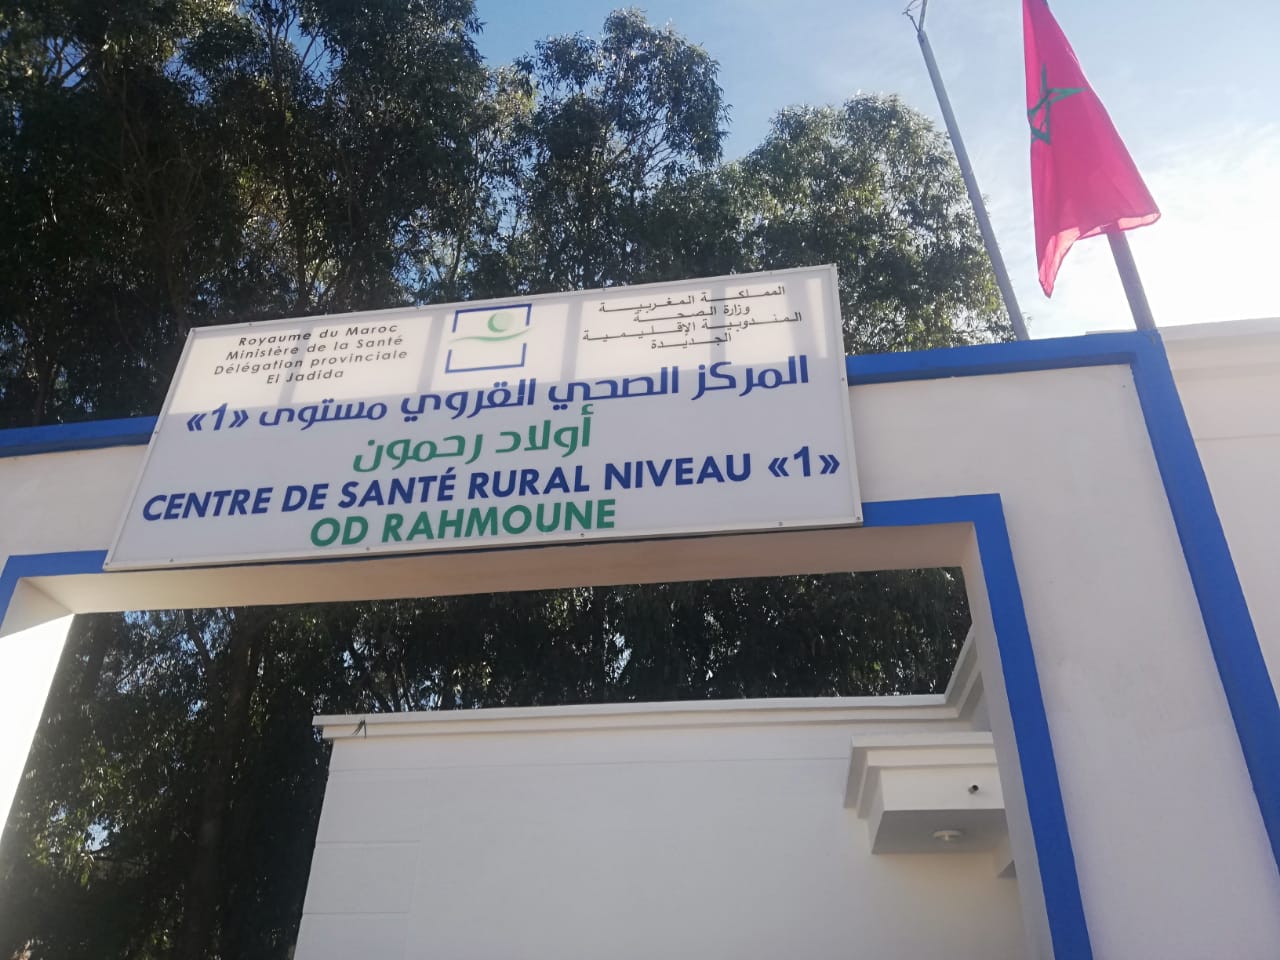 Royaume du Maroc
Ministère de la Santé
Délégation provinciale
El Jadida
المملكة المغربية
وزارة الصحة
المندوبية الإقليمية
الجديدة
المركز الصحي القروي مستوى «1»
أولاد رحمون
CENTRE DE SANTÉ RURAL NIVEAU «1»
OD RAHMOUNE